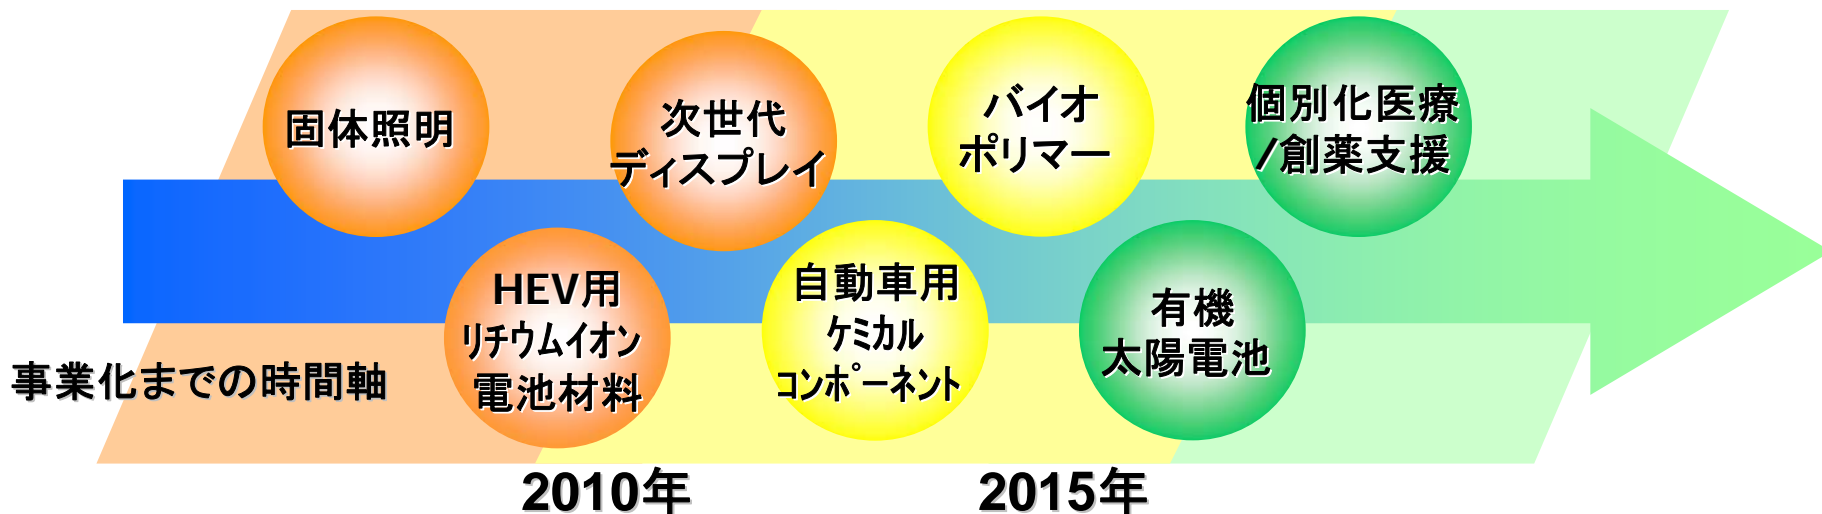 固体照明
次世代
ディスプレイ
バイオ
ポリマー
個別化医療
/創薬支援
HEV用
リチウムイオン
電池材料
自動車用
ケミカル
コンポーネント
有機
太陽電池
事業化までの時間軸
2010年
2015年